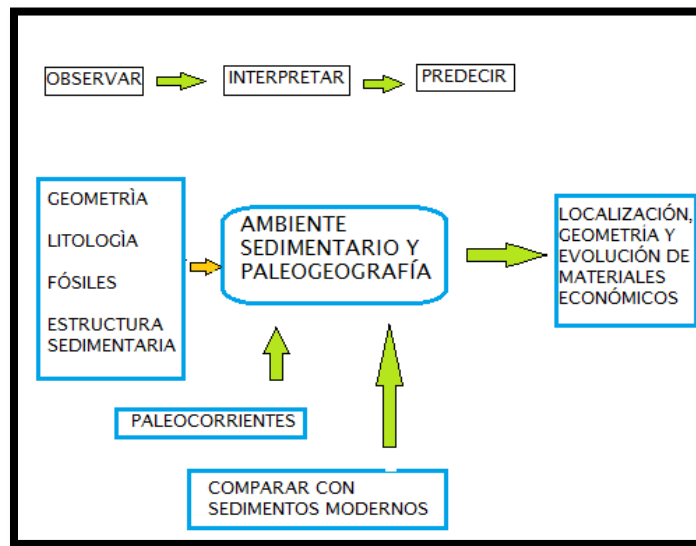 OBSERVAR
INTERPRETAR
PREDECIR
GEOMETRÌA
LITOLOGÌA
FÓSILES
ESTRUCTURA
SEDIMENTARIA
AMBIENTE
SEDIMENTARIO Y
PALEOGEOGRAFÍA
LOCALIZACIÓN,
GEOMETRÍA Y
EVOLUCIÓN DE
MATERIALES
ECONÓMICOS
PALEOCORRIENTES
COMPARAR CON
SEDIMENTOS MODERNOS